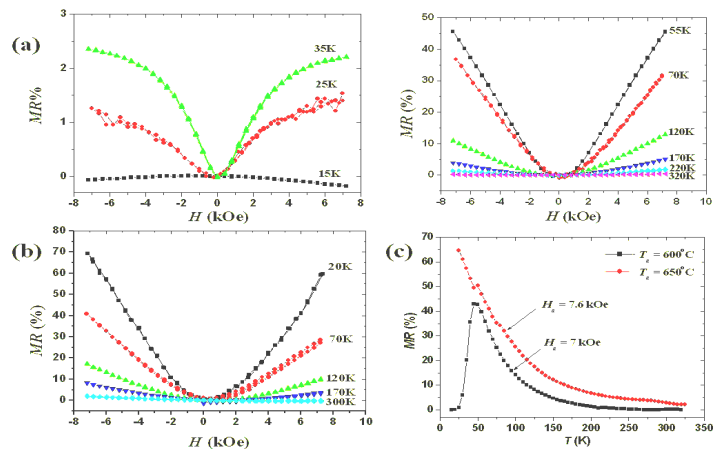 (a)
3
2
1
0
MR%
35K
25K
15K
-8 -6 -4 -2 0 2 4 6 8
H (kOe)
50
40
30
20
10
0
MR (%)
55K
70K
120K
170K
220K
320K
-8 -6 -4 -2 0 2 4 6 8 10
H (kOe)
(b)
80
70
60
50
40
30
20
10
0
MR (%)
20K
70K
120K
170K
300K
-8 -6 -4 -2 0 2 4 6 8 10
H (kOe)
(c)
70
60
50
40
30
20
10
0
MR (%)
Ts = 600°C
Ts = 650°C
Ha = 7.6 kOe
Ha = 7 kOe
0 50 100 150 200 250 300 350
T (K)